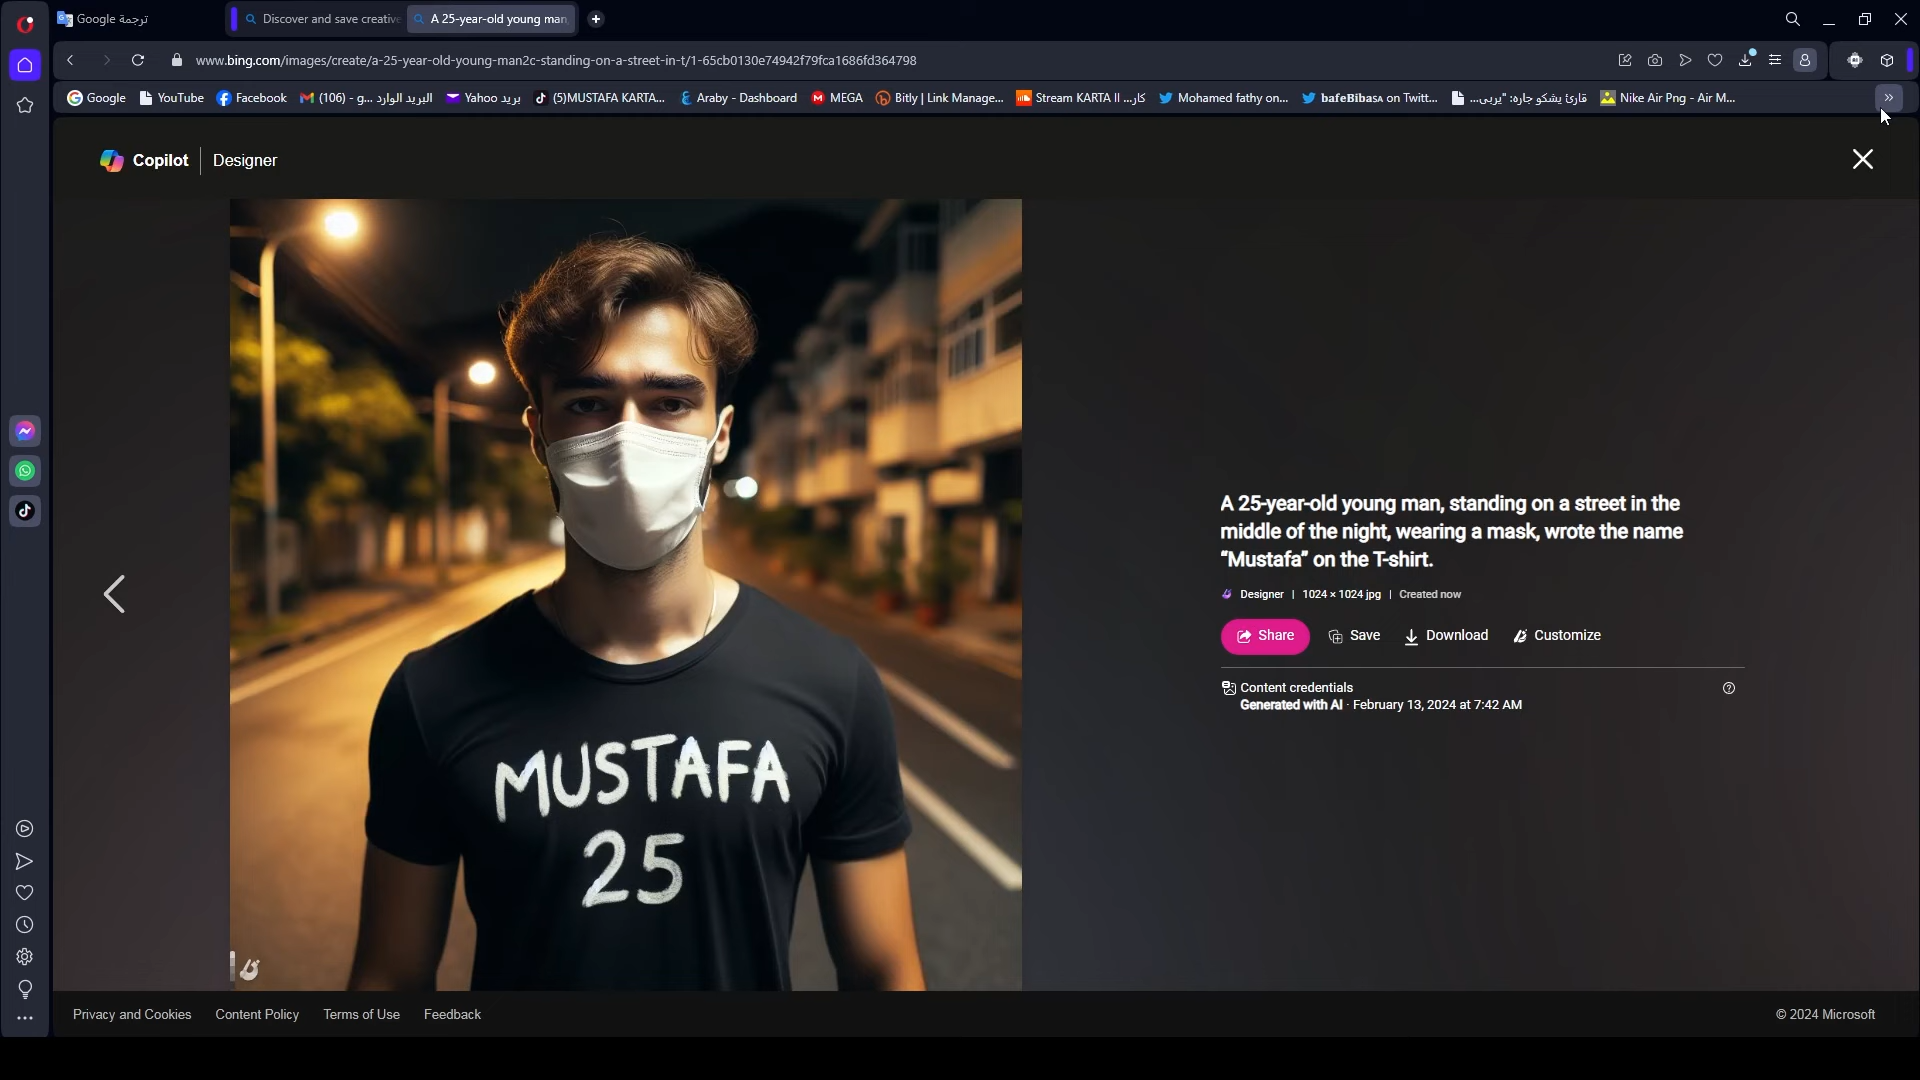 Google ترجمة
Discover and save creative
A 25-year-old young man,
www.bing.com/images/create/a-25-year-old-young-man2c-standing-on-a-street-in-t/1-65cb0130e74942f79fca1686fd364798
Google YouTube Facebook (106) - g... البريد الوارد Yahoo بريد (5)MUSTAFA KARTA... Araby - Dashboard MEGA Bitly | Link Manage... Stream KARTA II ...كار Mohamed fathy on... bafeBibasᴀ on Twitt... قارئ يشكو جاره: "يربى... Nike Air Png - Air M...
Copilot Designer
MUSTAFA
25
A 25-year-old young man, standing on a street in the
middle of the night, wearing a mask, wrote the name
“Mustafa” on the T-shirt.
Designer | 1024 × 1024 jpg | Created now
Share Save Download Customize
Content credentials
Generated with AI · February 13, 2024 at 7:42 AM
Privacy and Cookies Content Policy Terms of Use Feedback © 2024 Microsoft